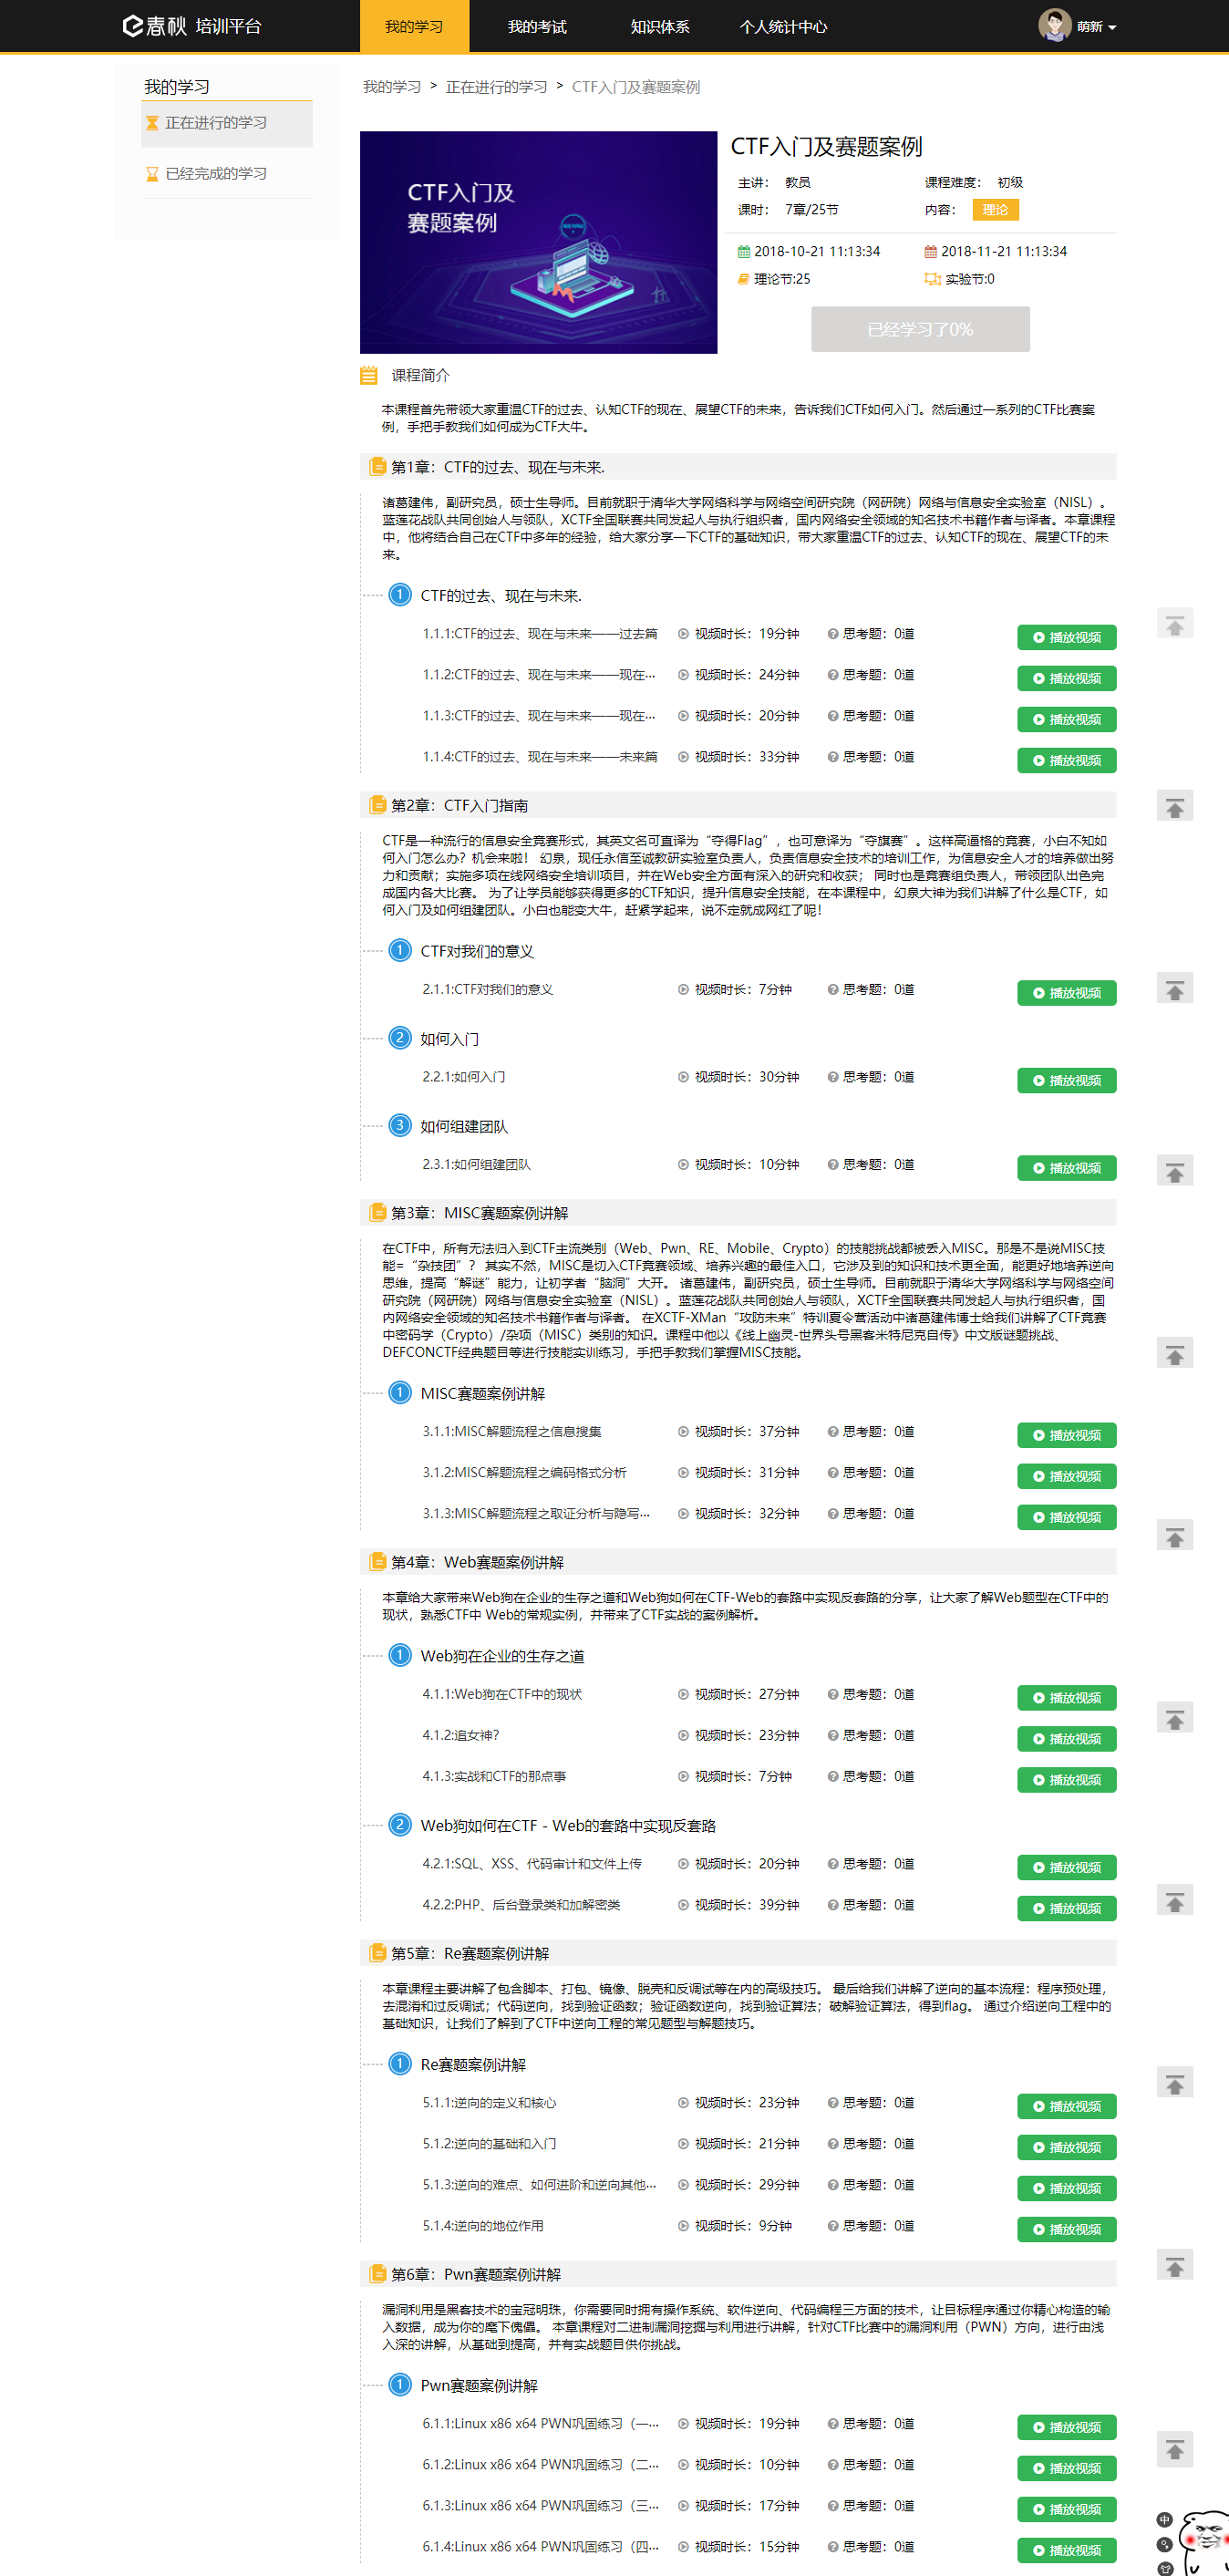 e春秋 培训平台
我的学习
我的考试
知识体系
个人统计中心
萌新
我的学习
正在进行的学习
已经完成的学习
我的学习 > 正在进行的学习 > CTF入门及赛题案例
CTF入门及
赛题案例
CTF入门及赛题案例
主讲： 教员
课程难度： 初级
课时： 7章/25节
内容： 理论
2018-10-21 11:13:34
2018-11-21 11:13:34
理论节:25
实验节:0
已经学习了0%
课程简介
本课程首先带领大家重温CTF的过去、认知CTF的现在、展望CTF的未来，告诉我们CTF如何入门。然后通过一系列的CTF比赛案
例，手把手教我们如何成为CTF大牛。
第1章：CTF的过去、现在与未来.
诸葛建伟，副研究员，硕士生导师。目前就职于清华大学网络科学与网络空间研究院（网研院）网络与信息安全实验室（NISL）。
蓝莲花战队共同创始人与领队，XCTF全国联赛共同发起人与执行组织者，国内网络安全领域的知名技术书籍作者与译者。本章课程
中，他将结合自己在CTF中多年的经验，给大家分享一下CTF的基础知识，带大家重温CTF的过去、认知CTF的现在、展望CTF的未
来。
1 CTF的过去、现在与未来.
1.1.1:CTF的过去、现在与未来——过去篇 视频时长：19分钟 思考题：0道 播放视频
1.1.2:CTF的过去、现在与未来——现在... 视频时长：24分钟 思考题：0道 播放视频
1.1.3:CTF的过去、现在与未来——现在... 视频时长：20分钟 思考题：0道 播放视频
1.1.4:CTF的过去、现在与未来——未来篇 视频时长：33分钟 思考题：0道 播放视频
第2章：CTF入门指南
CTF是一种流行的信息安全竞赛形式，其英文名可直译为“夺得Flag”，也可意译为“夺旗赛”。这样高逼格的竞赛，小白不知如
何入门怎么办？机会来啦！ 幻泉，现任永信至诚教研实验室负责人，负责信息安全技术的培训工作，为信息安全人才的培养做出努
力和贡献；实施多项在线网络安全培训项目，并在Web安全方面有深入的研究和收获； 同时也是竞赛组负责人，带领团队出色完
成国内各大比赛。 为了让学员能够获得更多的CTF知识，提升信息安全技能，在本课程中，幻泉大神为我们讲解了什么是CTF，如
何入门及如何组建团队。小白也能变大牛，赶紧学起来，说不定就成网红了呢！
1 CTF对我们的意义
2.1.1:CTF对我们的意义 视频时长：7分钟 思考题：0道 播放视频
2 如何入门
2.2.1:如何入门 视频时长：30分钟 思考题：0道 播放视频
3 如何组建团队
2.3.1:如何组建团队 视频时长：10分钟 思考题：0道 播放视频
第3章：MISC赛题案例讲解
在CTF中，所有无法归入到CTF主流类别（Web、Pwn、RE、Mobile、Crypto）的技能挑战都被丢入MISC。那是不是说MISC技
能=“杂技团”？ 其实不然，MISC是切入CTF竞赛领域、培养兴趣的最佳入口，它涉及到的知识和技术更全面，能更好地培养逆向
思维，提高“解谜”能力，让初学者“脑洞”大开。 诸葛建伟，副研究员，硕士生导师。目前就职于清华大学网络科学与网络空间
研究院（网研院）网络与信息安全实验室（NISL）。蓝莲花战队共同创始人与领队，XCTF全国联赛共同发起人与执行组织者，国
内网络安全领域的知名技术书籍作者与译者。 在XCTF-XMan“攻防未来”特训夏令营活动中诸葛建伟博士给我们讲解了CTF竞赛
中密码学（Crypto）/杂项（MISC）类别的知识。课程中他以《线上幽灵-世界头号黑客米特尼克自传》中文版谜题挑战、
DEFCONCTF经典题目等进行技能实训练习，手把手教我们掌握MISC技能。
1 MISC赛题案例讲解
3.1.1:MISC解题流程之信息搜集 视频时长：37分钟 思考题：0道 播放视频
3.1.2:MISC解题流程之编码格式分析 视频时长：31分钟 思考题：0道 播放视频
3.1.3:MISC解题流程之取证分析与隐写... 视频时长：32分钟 思考题：0道 播放视频
第4章：Web赛题案例讲解
本章给大家带来Web狗在企业的生存之道和Web狗如何在CTF-Web的套路中实现反套路的分享，让大家了解Web题型在CTF中的
现状，熟悉CTF中 Web的常规实例，并带来了CTF实战的案例解析。
1 Web狗在企业的生存之道
4.1.1:Web狗在CTF中的现状 视频时长：27分钟 思考题：0道 播放视频
4.1.2:追女神? 视频时长：23分钟 思考题：0道 播放视频
4.1.3:实战和CTF的那点事 视频时长：7分钟 思考题：0道 播放视频
2 Web狗如何在CTF - Web的套路中实现反套路
4.2.1:SQL、XSS、代码审计和文件上传 视频时长：20分钟 思考题：0道 播放视频
4.2.2:PHP、后台登录类和加解密类 视频时长：39分钟 思考题：0道 播放视频
第5章：Re赛题案例讲解
本章课程主要讲解了包含脚本、打包、镜像、脱壳和反调试等在内的高级技巧。 最后给我们讲解了逆向的基本流程：程序预处理，
去混淆和过反调试；代码逆向，找到验证函数；验证函数逆向，找到验证算法；破解验证算法，得到flag。 通过介绍逆向工程中的
基础知识，让我们了解到了CTF中逆向工程的常见题型与解题技巧。
1 Re赛题案例讲解
5.1.1:逆向的定义和核心 视频时长：23分钟 思考题：0道 播放视频
5.1.2:逆向的基础和入门 视频时长：21分钟 思考题：0道 播放视频
5.1.3:逆向的难点、如何进阶和逆向其他... 视频时长：29分钟 思考题：0道 播放视频
5.1.4:逆向的地位作用 视频时长：9分钟 思考题：0道 播放视频
第6章：Pwn赛题案例讲解
漏洞利用是黑客技术的宝冠明珠，你需要同时拥有操作系统、软件逆向、代码编程三方面的技术，让目标程序通过你精心构造的输
入数据，成为你的麾下傀儡。 本章课程对二进制漏洞挖掘与利用进行讲解，针对CTF比赛中的漏洞利用（PWN）方向，进行由浅
入深的讲解，从基础到提高，并有实战题目供你挑战。
1 Pwn赛题案例讲解
6.1.1:Linux x86 x64 PWN巩固练习（一... 视频时长：19分钟 思考题：0道 播放视频
6.1.2:Linux x86 x64 PWN巩固练习（二... 视频时长：10分钟 思考题：0道 播放视频
6.1.3:Linux x86 x64 PWN巩固练习（三... 视频时长：17分钟 思考题：0道 播放视频
6.1.4:Linux x86 x64 PWN巩固练习（四... 视频时长：15分钟 思考题：0道 播放视频
中